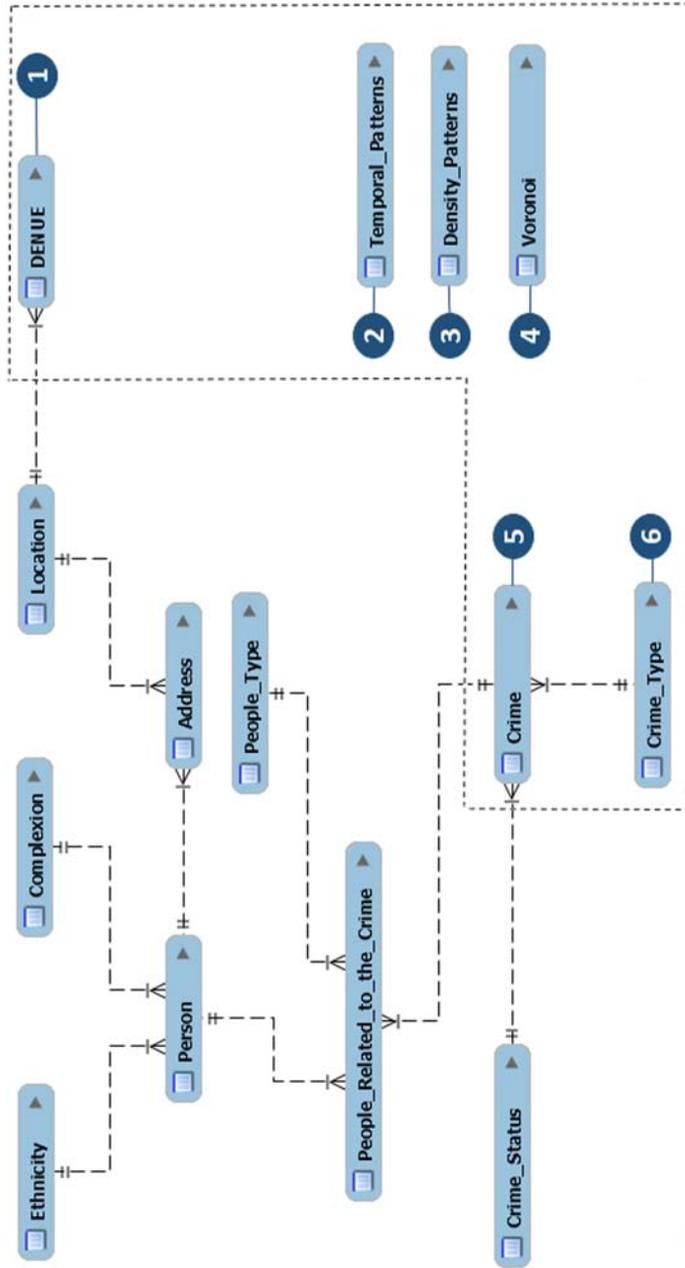 Ethnicity
Complexion
Location
DENUE
1
Person
Address
People_Type
People_Related_to_the_Crime
Temporal_Patterns
2
Density_Patterns
3
Voronoi
4
Crime_Status
Crime
5
Crime_Type
6